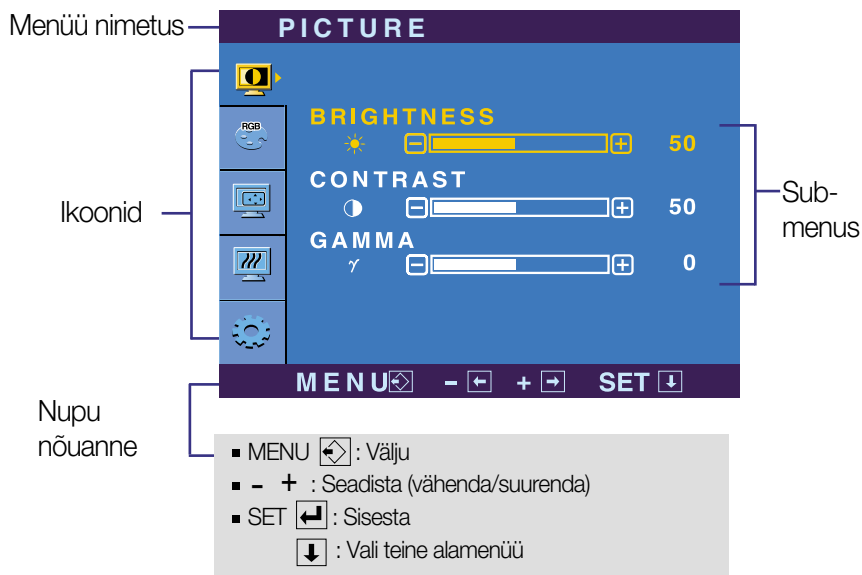 Menüü nimetus
PICTURE
BRIGHTNESS
50
RGB
CONTRAST
50
GAMMA
γ
0
Ikoonid
Sub-
menus
MENU - + SET
Nupu
nõuanne
MENU : Välju
- + : Seadista (vähenda/suurenda)
SET : Sisesta
: Vali teine alamenüü